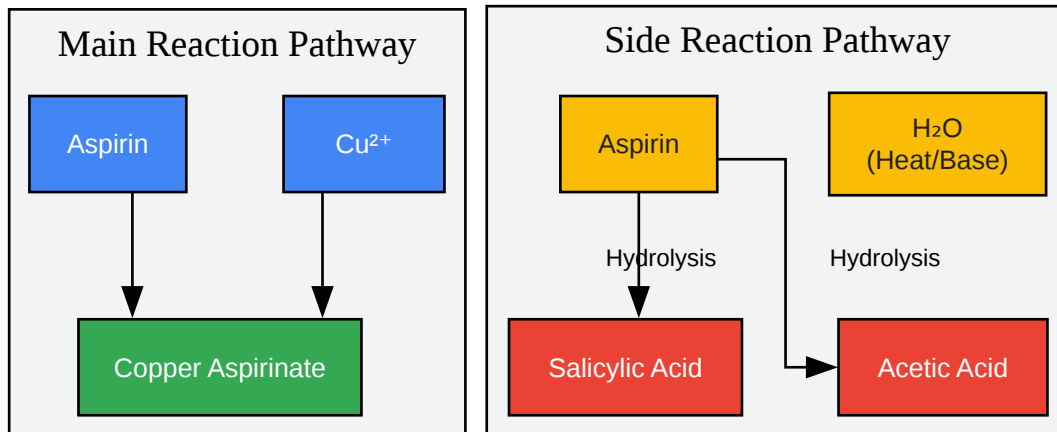 Main Reaction Pathway
Aspirin
Cu²⁺
Copper Aspirinate
Side Reaction Pathway
Aspirin
H₂O
(Heat/Base)
Hydrolysis
Hydrolysis
Salicylic Acid
Acetic Acid